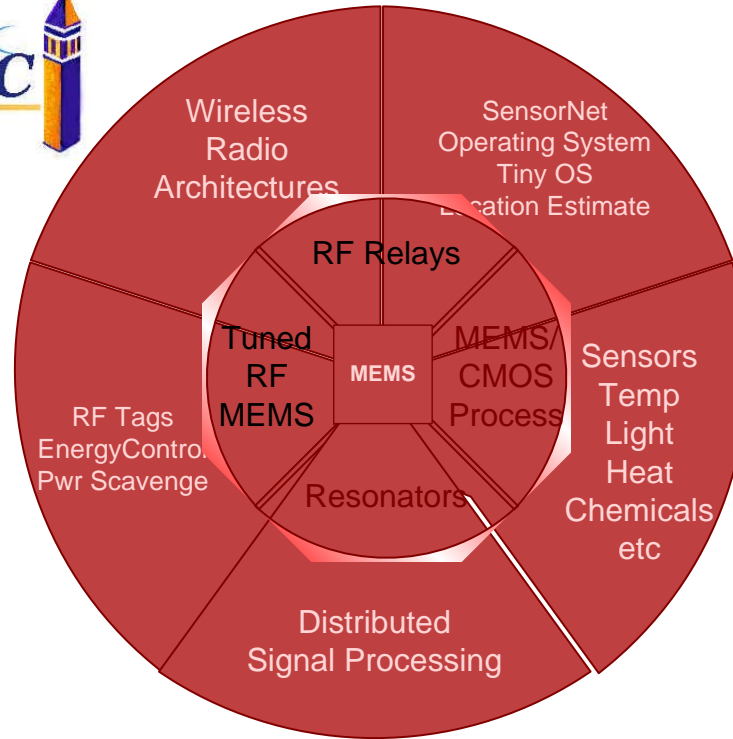 C
Wireless
Radio
Architectures
SensorNet
Operating System
Tiny OS
Location Estimate
RF Relays
Tuned
RF
MEMS
MEMS
MEMS/
CMOS
Process
Sensors
Temp
Light
Heat
Chemicals
etc
RF Tags
EnergyControl
Pwr Scavenge
Resonators
Distributed
Signal Processing